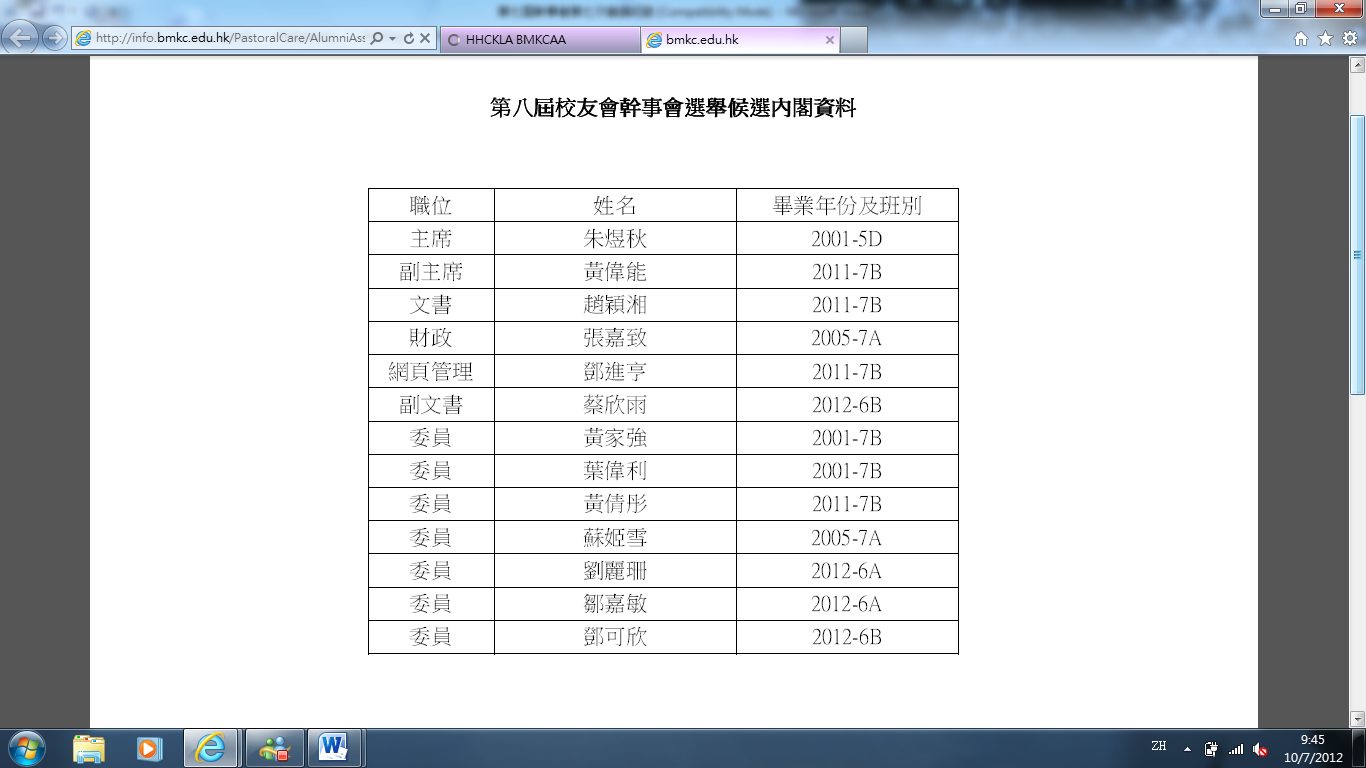 http://info.bmkc.edu.hk/PastoralCare/AlumniAss
HHCKLA BMKCAA
bmkc.edu.hk
第八屆校友會幹事會選舉候選內閣資料
職位 姓名 畢業年份及班別
主席 朱煜秋 2001-5D
副主席 黃偉能 2011-7B
文書 趙穎湘 2011-7B
財政 張嘉致 2005-7A
網頁管理 鄧進亨 2011-7B
副文書 蔡欣雨 2012-6B
委員 黃家強 2001-7B
委員 葉偉利 2001-7B
委員 黃倩彤 2011-7B
委員 蘇姬雪 2005-7A
委員 劉麗珊 2012-6A
委員 鄒嘉敏 2012-6A
委員 鄧可欣 2012-6B
ZH
9:45
10/7/2012